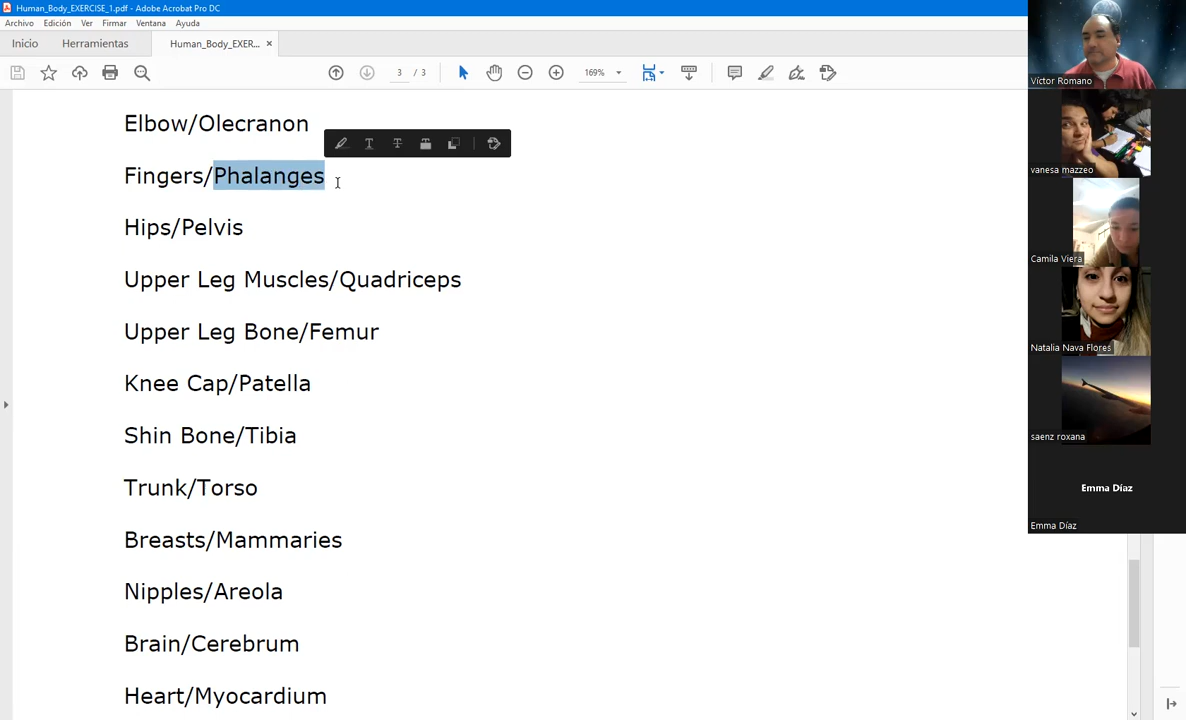 Human_Body_EXERCISE_1.pdf - Adobe Acrobat Pro DC
Archivo Edición Ver Firmar Ventana Ayuda
Inicio Herramientas Human_Body_EXER... ×
3 / 3 169%
Elbow/Olecranon
Fingers/Phalanges
Hips/Pelvis
Upper Leg Muscles/Quadriceps
Upper Leg Bone/Femur
Knee Cap/Patella
Shin Bone/Tibia
Trunk/Torso
Breasts/Mammaries
Nipples/Areola
Brain/Cerebrum
Heart/Myocardium
Víctor Romano
vanesa mazzeo
Camila Viera
Natalia Nava Flores
saenz roxana
Emma Díaz
Emma Díaz